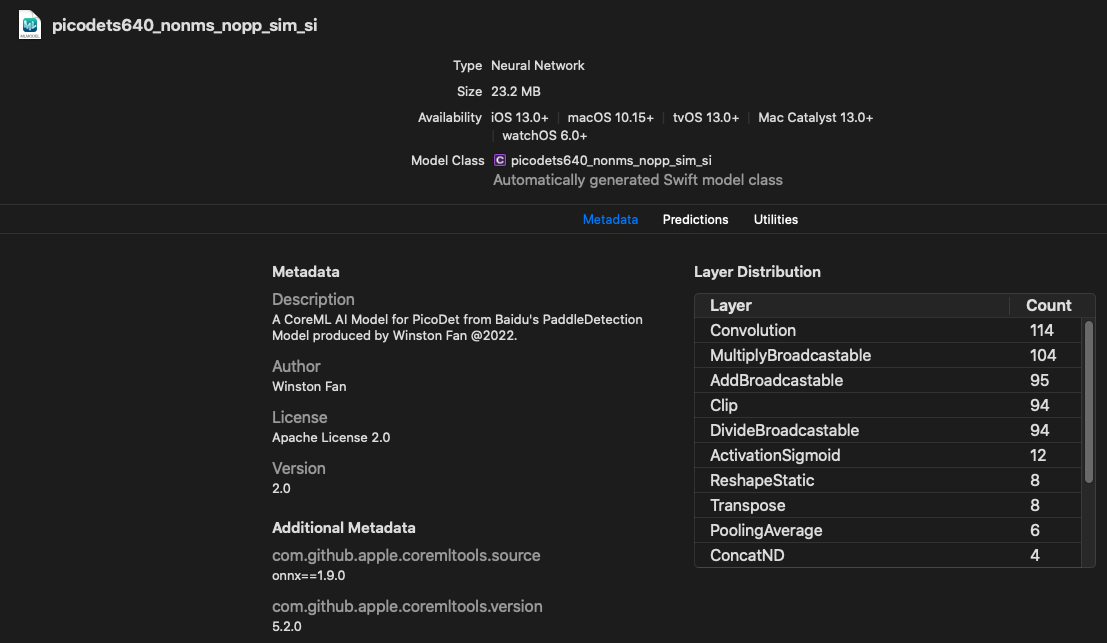 picodets640_nonms_nopp_sim_si
Type Neural Network
Size 23.2 MB
Availability iOS 13.0+ macOS 10.15+ tvOS 13.0+ Mac Catalyst 13.0+
watchOS 6.0+
Model Class C picodets640_nonms_nopp_sim_si
Automatically generated Swift model class
Metadata Predictions Utilities
Metadata
Description
A CoreML AI Model for PicoDet from Baidu's PaddleDetection
Model produced by Winston Fan @2022.
Author
Winston Fan
License
Apache License 2.0
Version
2.0
Additional Metadata
com.github.apple.coremltools.source
onnx==1.9.0
com.github.apple.coremltools.version
5.2.0
Layer Distribution
Layer Count
Convolution 114
MultiplyBroadcastable 104
AddBroadcastable 95
Clip 94
DivideBroadcastable 94
ActivationSigmoid 12
ReshapeStatic 8
Transpose 8
PoolingAverage 6
ConcatND 4